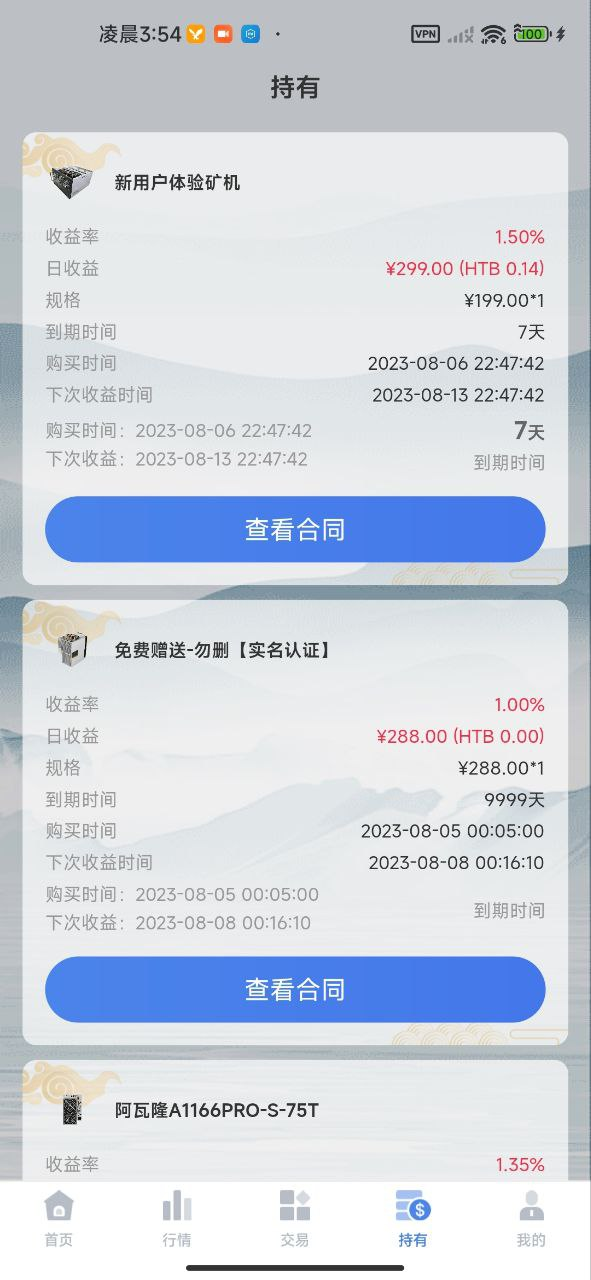 凌晨3:54
VPN
6
100
持有
新用户体验矿机
收益率 1.50%
日收益 ¥299.00 (HTB 0.14)
规格 ¥199.00*1
到期时间 7天
购买时间 2023-08-06 22:47:42
下次收益时间 2023-08-13 22:47:42
购买时间：2023-08-06 22:47:42 7天
下次收益：2023-08-13 22:47:42 到期时间
查看合同
免费赠送-勿删【实名认证】
收益率 1.00%
日收益 ¥288.00 (HTB 0.00)
规格 ¥288.00*1
到期时间 9999天
购买时间 2023-08-05 00:05:00
下次收益时间 2023-08-08 00:16:10
购买时间：2023-08-05 00:05:00
下次收益：2023-08-08 00:16:10 到期时间
查看合同
阿瓦隆A1166PRO-S-75T
收益率 1.35%
首页 行情 交易 持有 我的